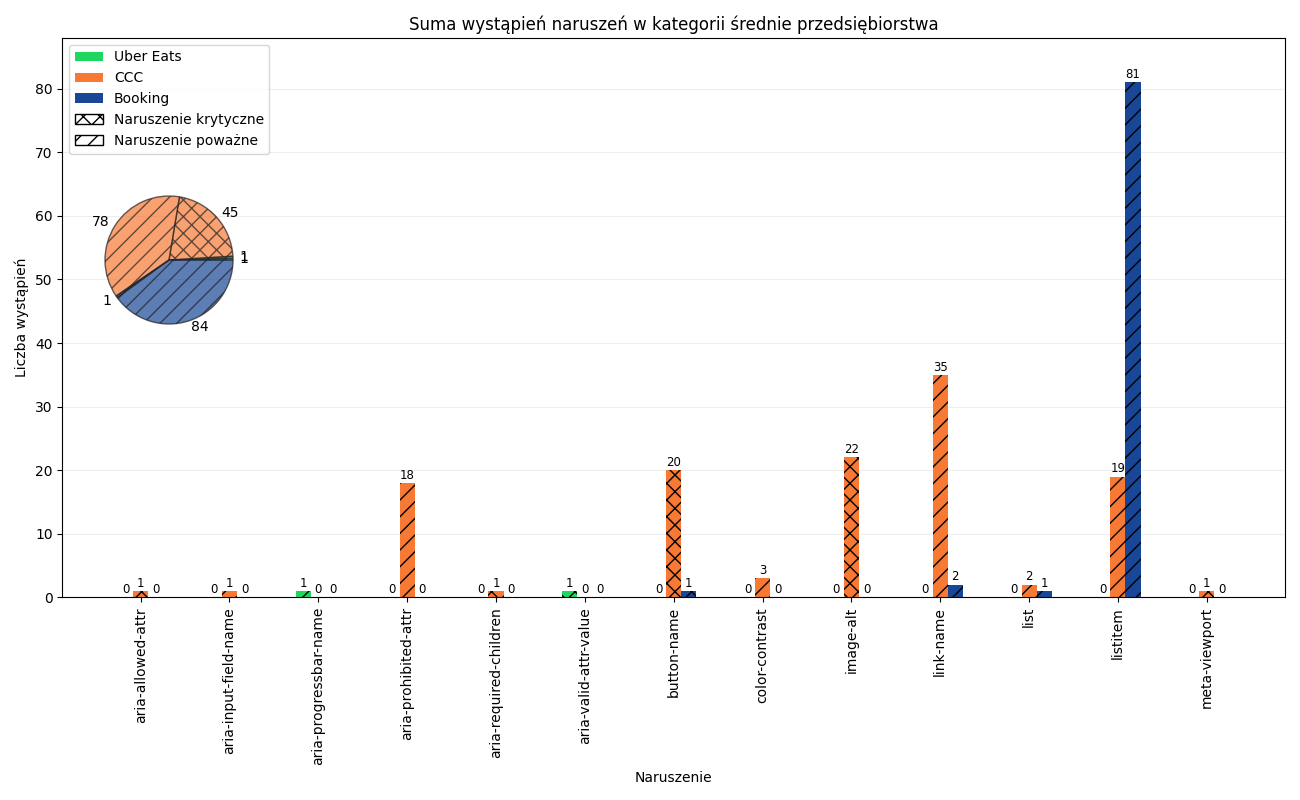 Suma wystąpień naruszeń w kategorii średnie przedsiębiorstwa
Uber Eats
CCC
Booking
Naruszenie krytyczne
Naruszenie poważne
78
45
1
1
1
84
Liczba wystąpień
80
70
60
50
40
30
20
10
0
0 1 0
0 1 0
1 0 0
0 18 0
0 1 0
1 0 0
0 20 1
0 3 0
0 22 0
0 35 2
0 2 1
0 19 81
0 1 0
aria-allowed-attr
aria-input-field-name
aria-progressbar-name
aria-prohibited-attr
aria-required-children
aria-valid-attr-value
button-name
color-contrast
image-alt
link-name
list
listitem
meta-viewport
Naruszenie